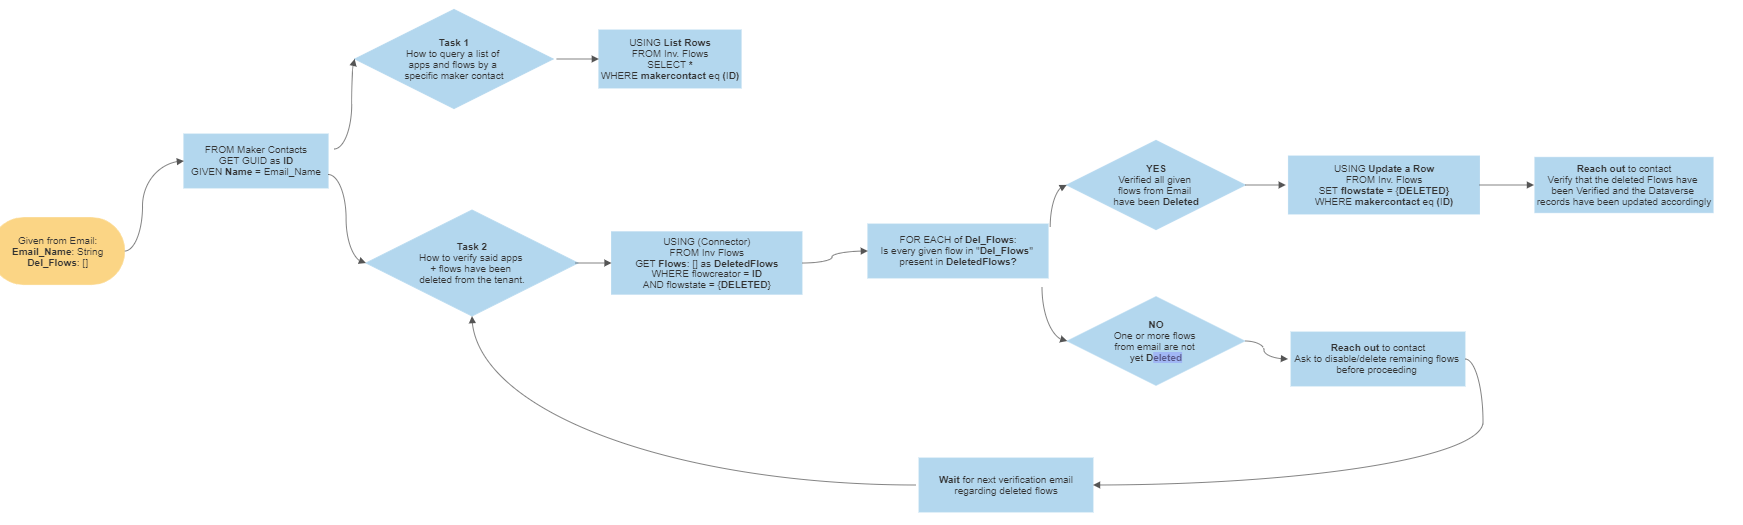 Given from Email:
Email_Name: String
Del_Flows: []
FROM Maker Contacts
GET GUID as ID
GIVEN Name = Email_Name
Task 1
How to query a list of
apps and flows by a
specific maker contact
USING List Rows
FROM Inv. Flows
SELECT *
WHERE makercontact eq (ID)
Task 2
How to verify said apps
+ flows have been
deleted from the tenant.
USING (Connector)
FROM Inv Flows
GET Flows: [] as DeletedFlows
WHERE flowcreator = ID
AND flowstate = {DELETED}
FOR EACH of Del_Flows:
Is every given flow in "Del_Flows"
present in DeletedFlows?
YES
Verified all given
flows from Email
have been Deleted
USING Update a Row
FROM Inv. Flows
SET flowstate = {DELETED}
WHERE makercontact eq (ID)
Reach out to contact
Verify that the deleted Flows have
been Verified and the Dataverse
records have been updated accordingly
NO
One or more flows
from email are not
yet Deleted
Reach out to contact
Ask to disable/delete remaining flows
before proceeding
Wait for next verification email
regarding deleted flows